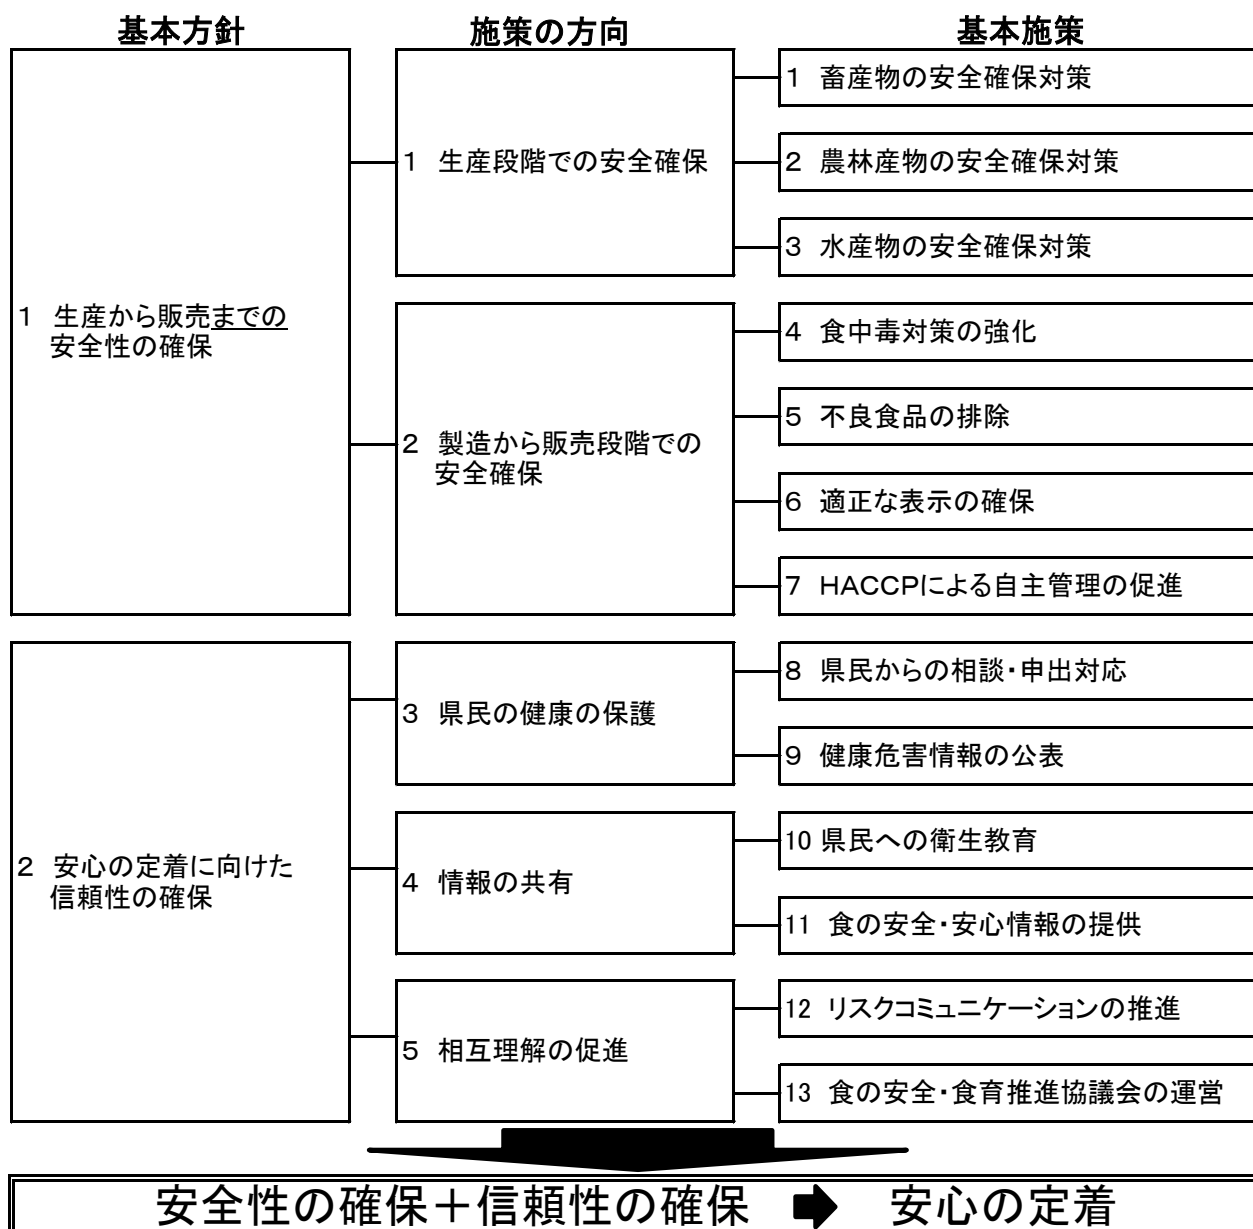 基本方針
施策の方向
基本施策
1 生産から販売までの
安全性の確保
1 生産段階での安全確保
1 畜産物の安全確保対策
2 農林産物の安全確保対策
3 水産物の安全確保対策
2 製造から販売段階での
安全確保
4 食中毒対策の強化
5 不良食品の排除
6 適正な表示の確保
7 HACCPによる自主管理の促進
2 安心の定着に向けた
信頼性の確保
3 県民の健康の保護
8 県民からの相談・申出対応
9 健康危害情報の公表
4 情報の共有
10 県民への衛生教育
11 食の安全・安心情報の提供
5 相互理解の促進
12 リスクコミュニケーションの推進
13 食の安全・食育推進協議会の運営
安全性の確保＋信頼性の確保 ➡ 安心の定着